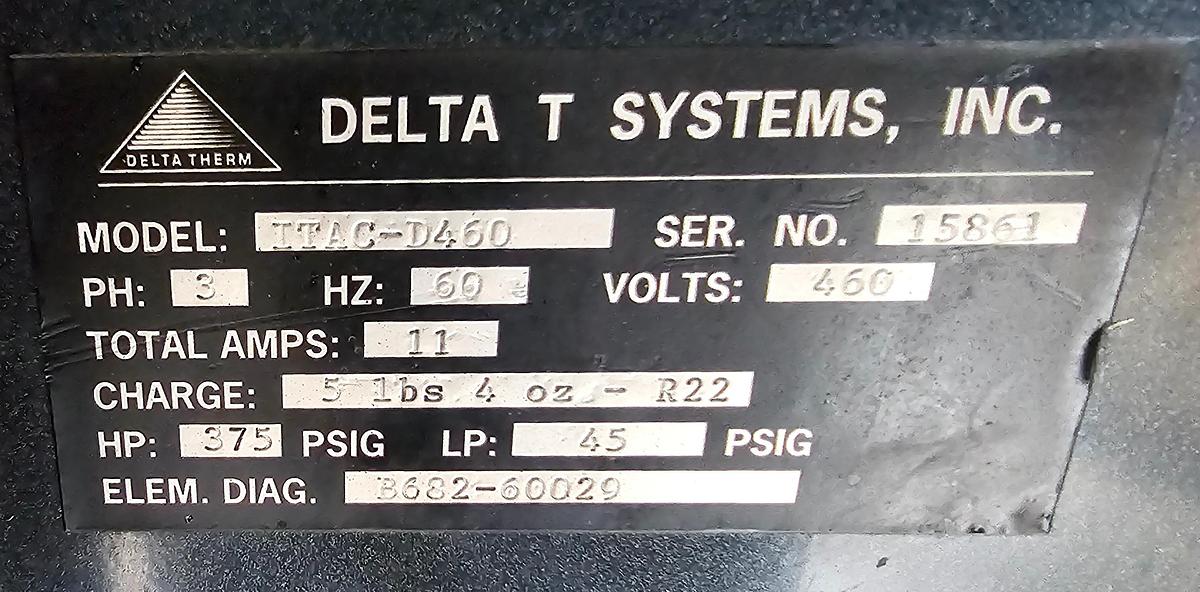 DELTA THERM
DELTA T SYSTEMS, INC.
MODEL: ITAC-D460 SER. NO. 15861
PH: 3 HZ: 60 VOLTS: 460
TOTAL AMPS: 11
CHARGE: 5 lbs 4 oz - R22
HP: 375 PSIG LP: 45 PSIG
ELEM. DIAG. B682-60029